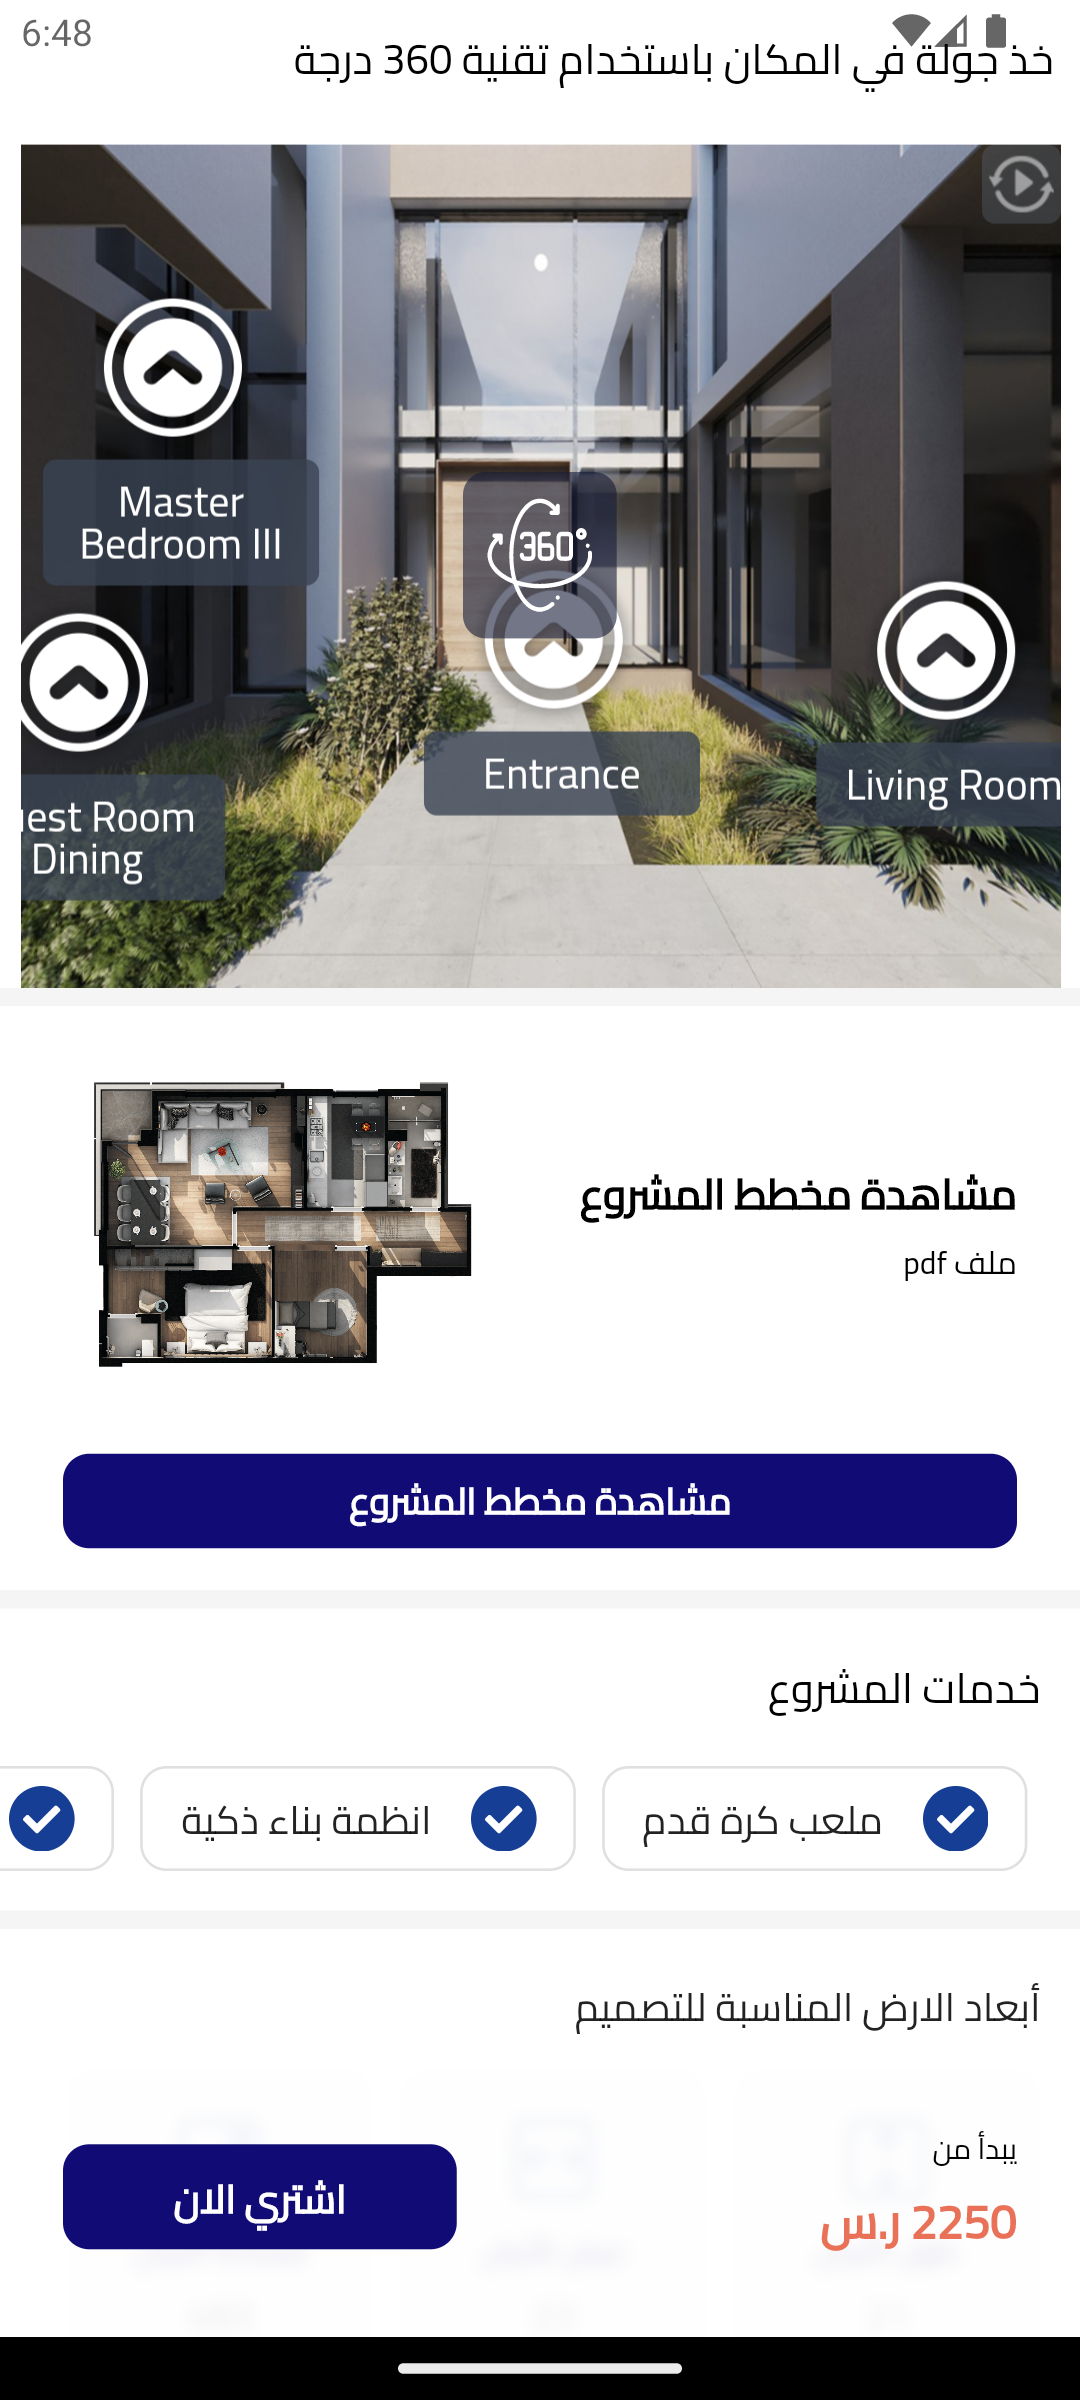 6:48
خذ جولة في المكان باستخدام تقنية 360 درجة
Master
Bedroom III
360°
Entrance
Living Room
Room
Dining
مشاهدة مخطط المشروع
ملف pdf
مشاهدة مخطط المشروع
خدمات المشروع
ملعب كرة قدم
انظمة بناء ذكية
أبعاد الارض المناسبة للتصميم
يبدأ من
2250 ر.س
اشتري الان